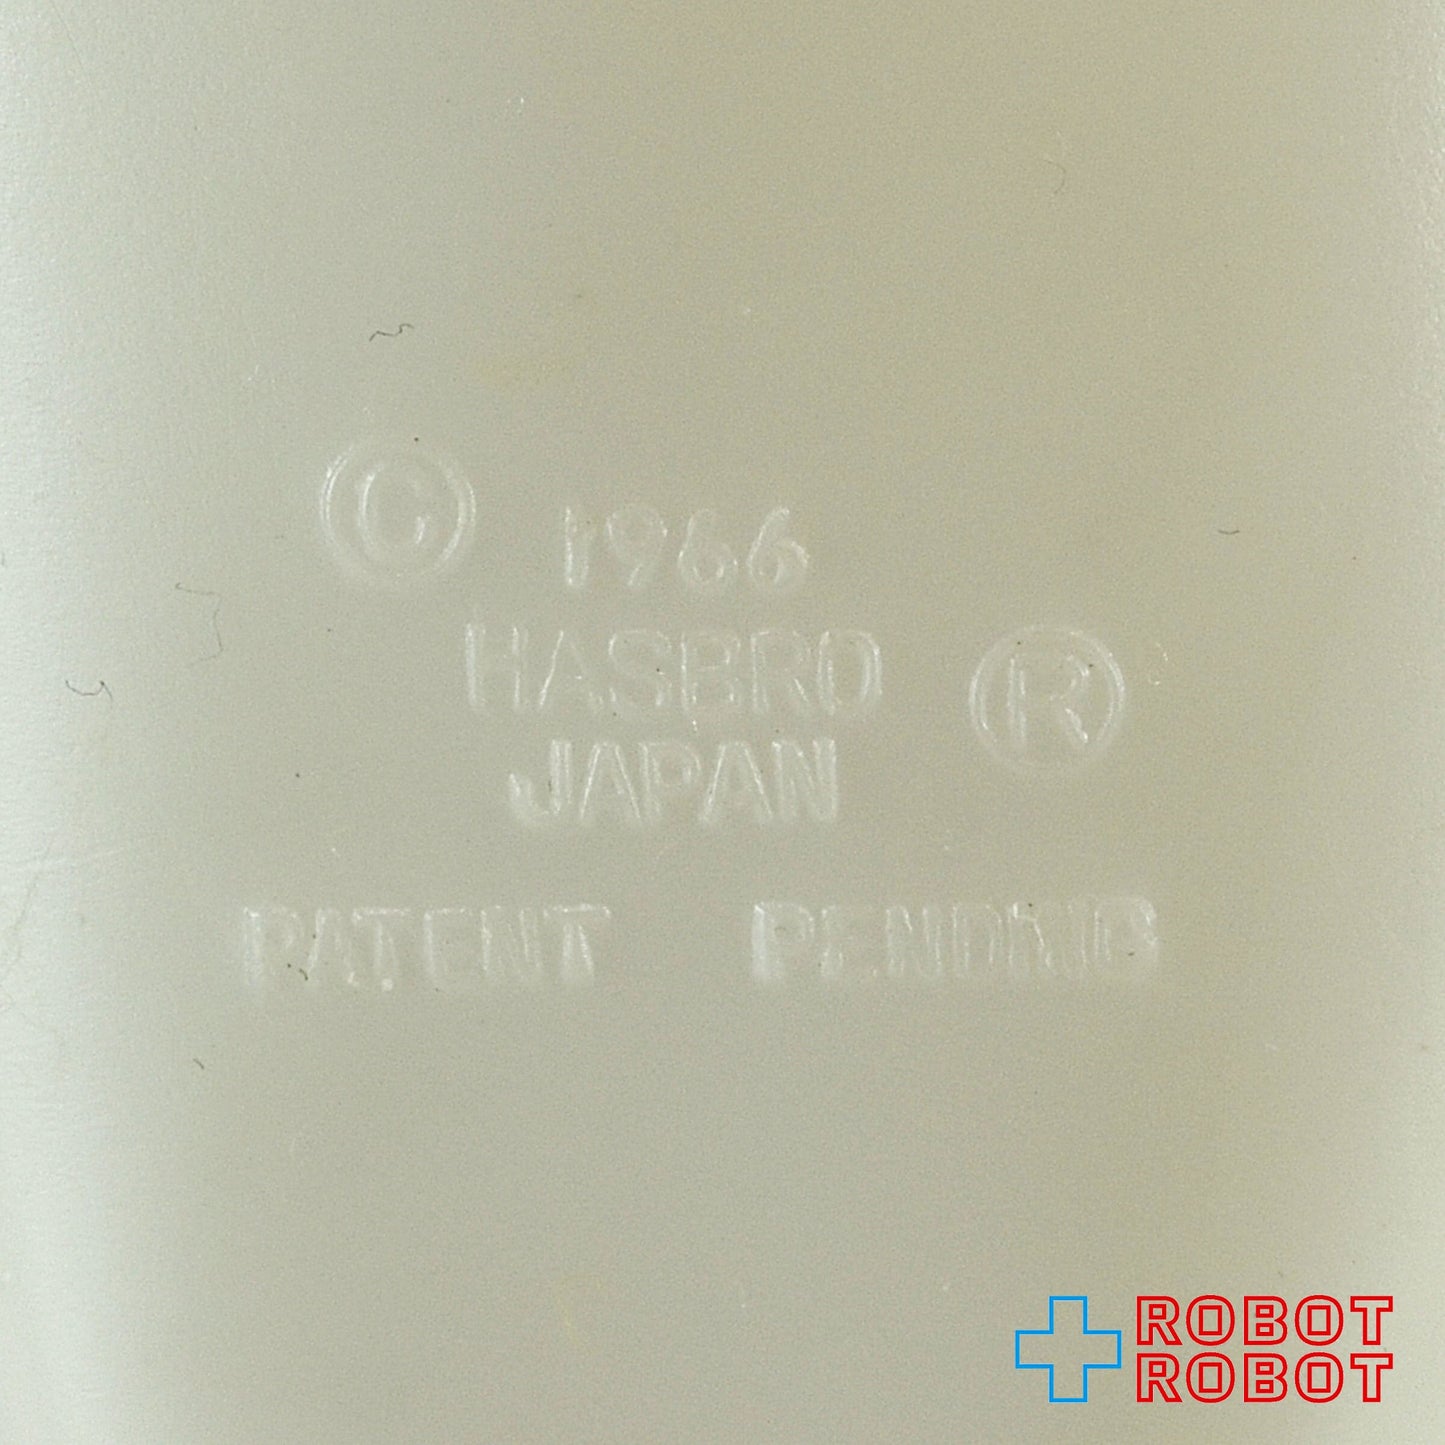 © 1966
HASBRO ®
JAPAN
PATENT PENDING
ROBOT
ROBOT